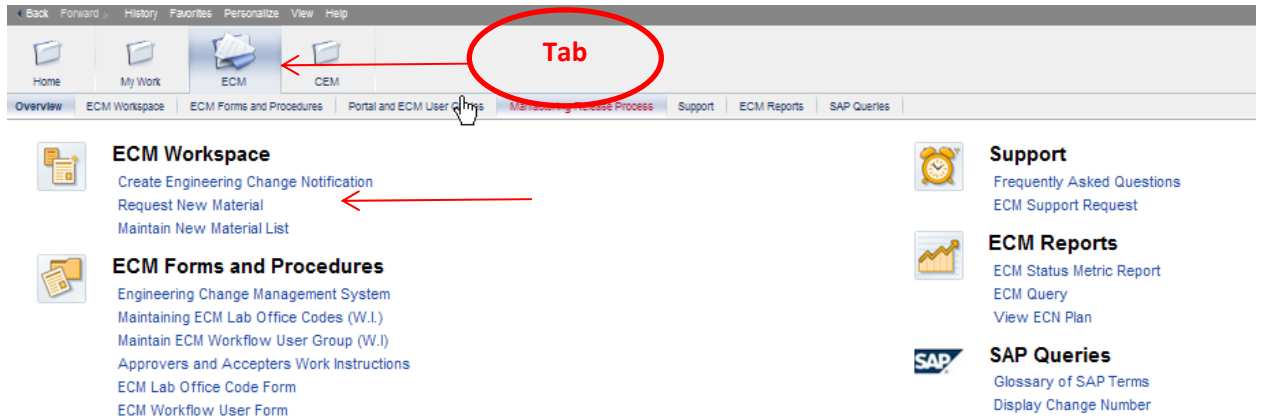 Back Forward History Favorites Personalize View Help
Tab
Home My Work ECM CEM
Overview ECM Workspace ECM Forms and Procedures Portal and ECM User Support ECM Reports SAP Queries
ECM Workspace
Create Engineering Change Notification
Request New Material
Maintain New Material List
ECM Forms and Procedures
Engineering Change Management System
Maintaining ECM Lab Office Codes (W.I.)
Maintain ECM Workflow User Group (W.I)
Approvers and Accepters Work Instructions
ECM Lab Office Code Form
ECM Workflow User Form
Support
Frequently Asked Questions
ECM Support Request
ECM Reports
ECM Status Metric Report
ECM Query
View ECN Plan
SAP
SAP Queries
Glossary of SAP Terms
Display Change Number